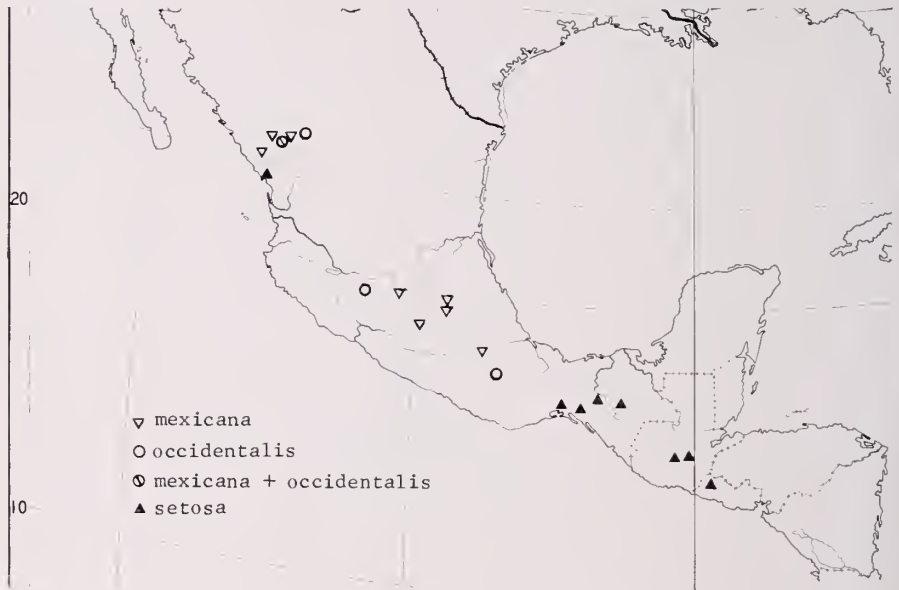 20
mexicana
occidentalis
mexicana + occidentalis
setosa
10